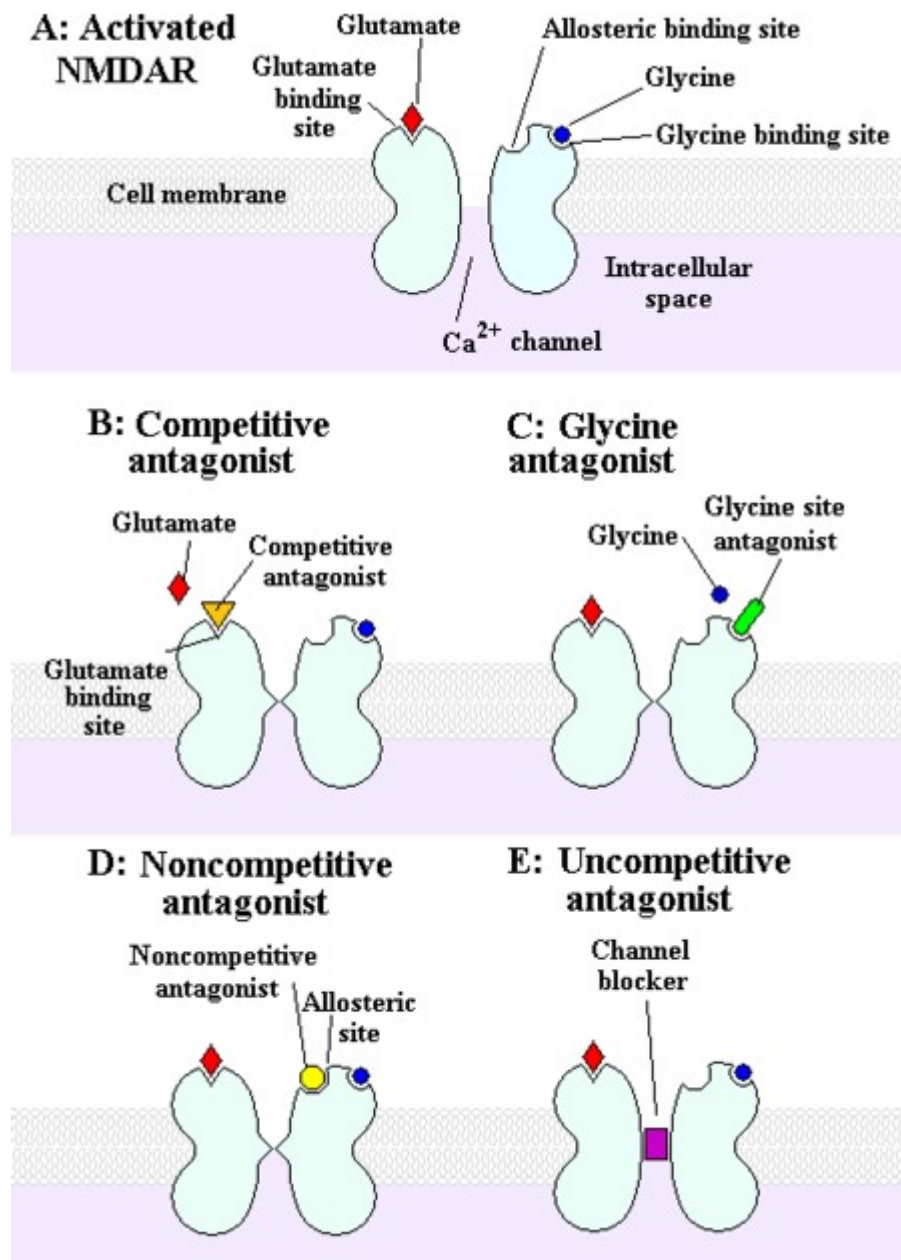 A: Activated
NMDAR
Glutamate
Glutamate
binding
site
Allosteric binding site
Glycine
Glycine binding site
Cell membrane
Intracellular
space
Ca²⁺ channel
B: Competitive
antagonist
Glutamate
Competitive
antagonist
Glutamate
binding
site
C: Glycine
antagonist
Glycine
Glycine site
antagonist
D: Noncompetitive
antagonist
Noncompetitive
antagonist
Allosteric
site
E: Uncompetitive
antagonist
Channel
blocker